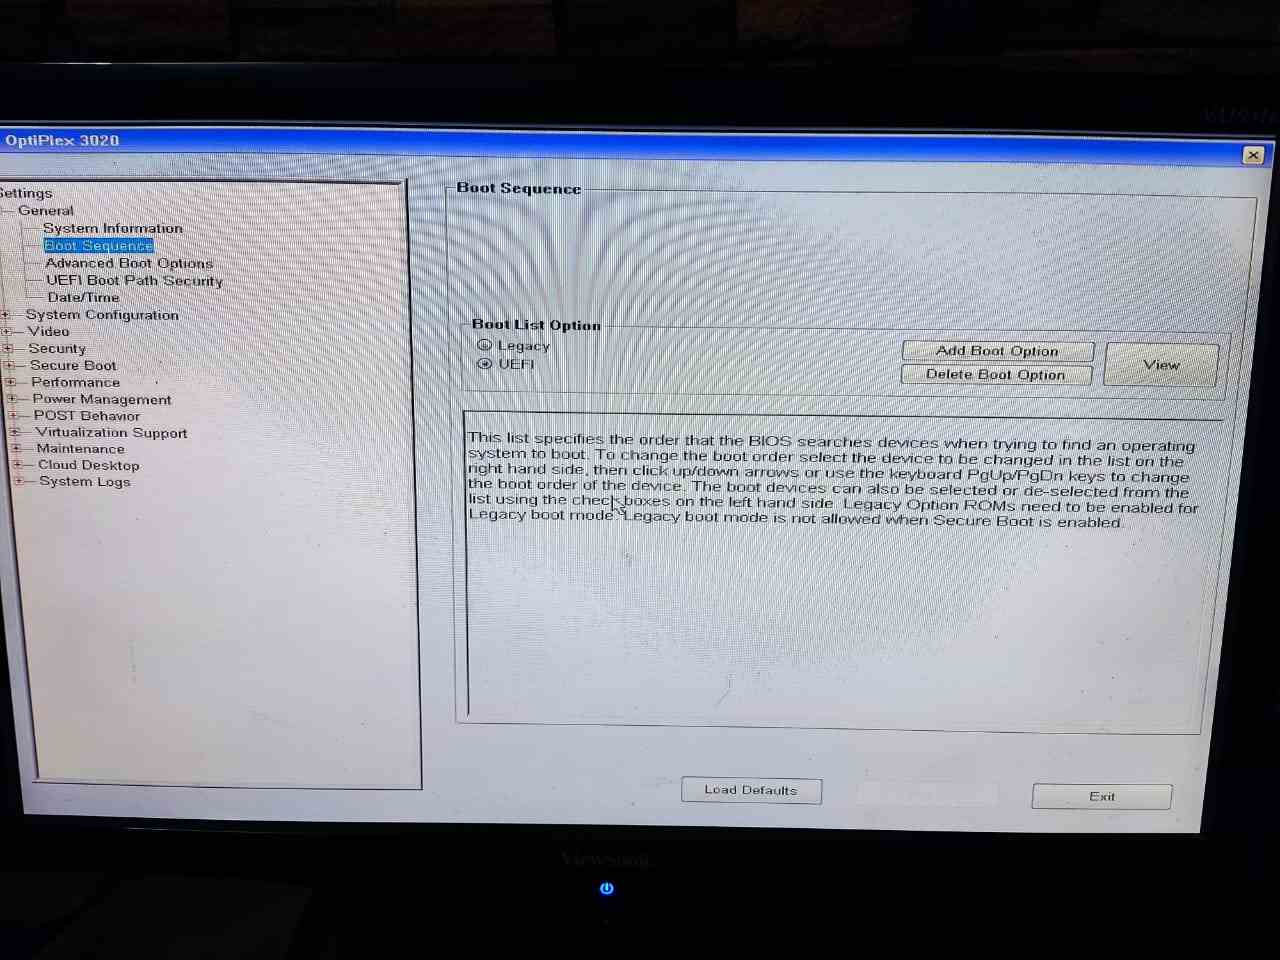 OptiPlex 3020
Settings
General
System Information
Boot Sequence
Advanced Boot Options
UEFI Boot Path Security
Date/Time
System Configuration
Video
Security
Secure Boot
Performance
Power Management
POST Behavior
Virtualization Support
Maintenance
Cloud Desktop
System Logs
Boot Sequence
Boot List Option
Legacy
UEFI
Add Boot Option
Delete Boot Option
View
This list specifies the order that the BIOS searches devices when trying to find an operating
system to boot. To change the boot order select the device to be changed in the list on the
right hand side, then click up/down arrows or use the keyboard PgUp/PgDn keys to change
the boot order of the device. The boot devices can also be selected or de-selected from the
list using the check boxes on the left hand side. Legacy Option ROMs need to be enabled for
Legacy boot mode. Legacy boot mode is not allowed when Secure Boot is enabled.
Load Defaults
Exit
ViewSonic